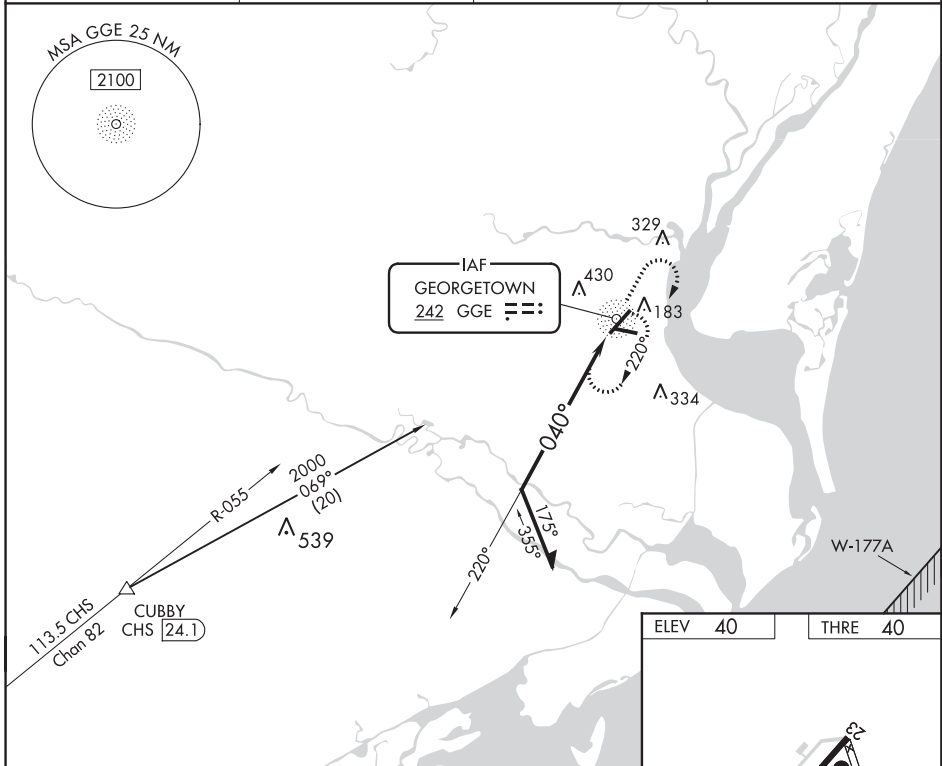 MSA GGE 25 NM
2100
IAF
GEORGETOWN
242 GGE
329
430
183
220°
334
040°
2000
069°
(20)
R-055
539
175°
355°
220°
W-177A
113.5 CHS
Chan 82
CUBBY
CHS 24.1
ELEV 40
THRE 40
23